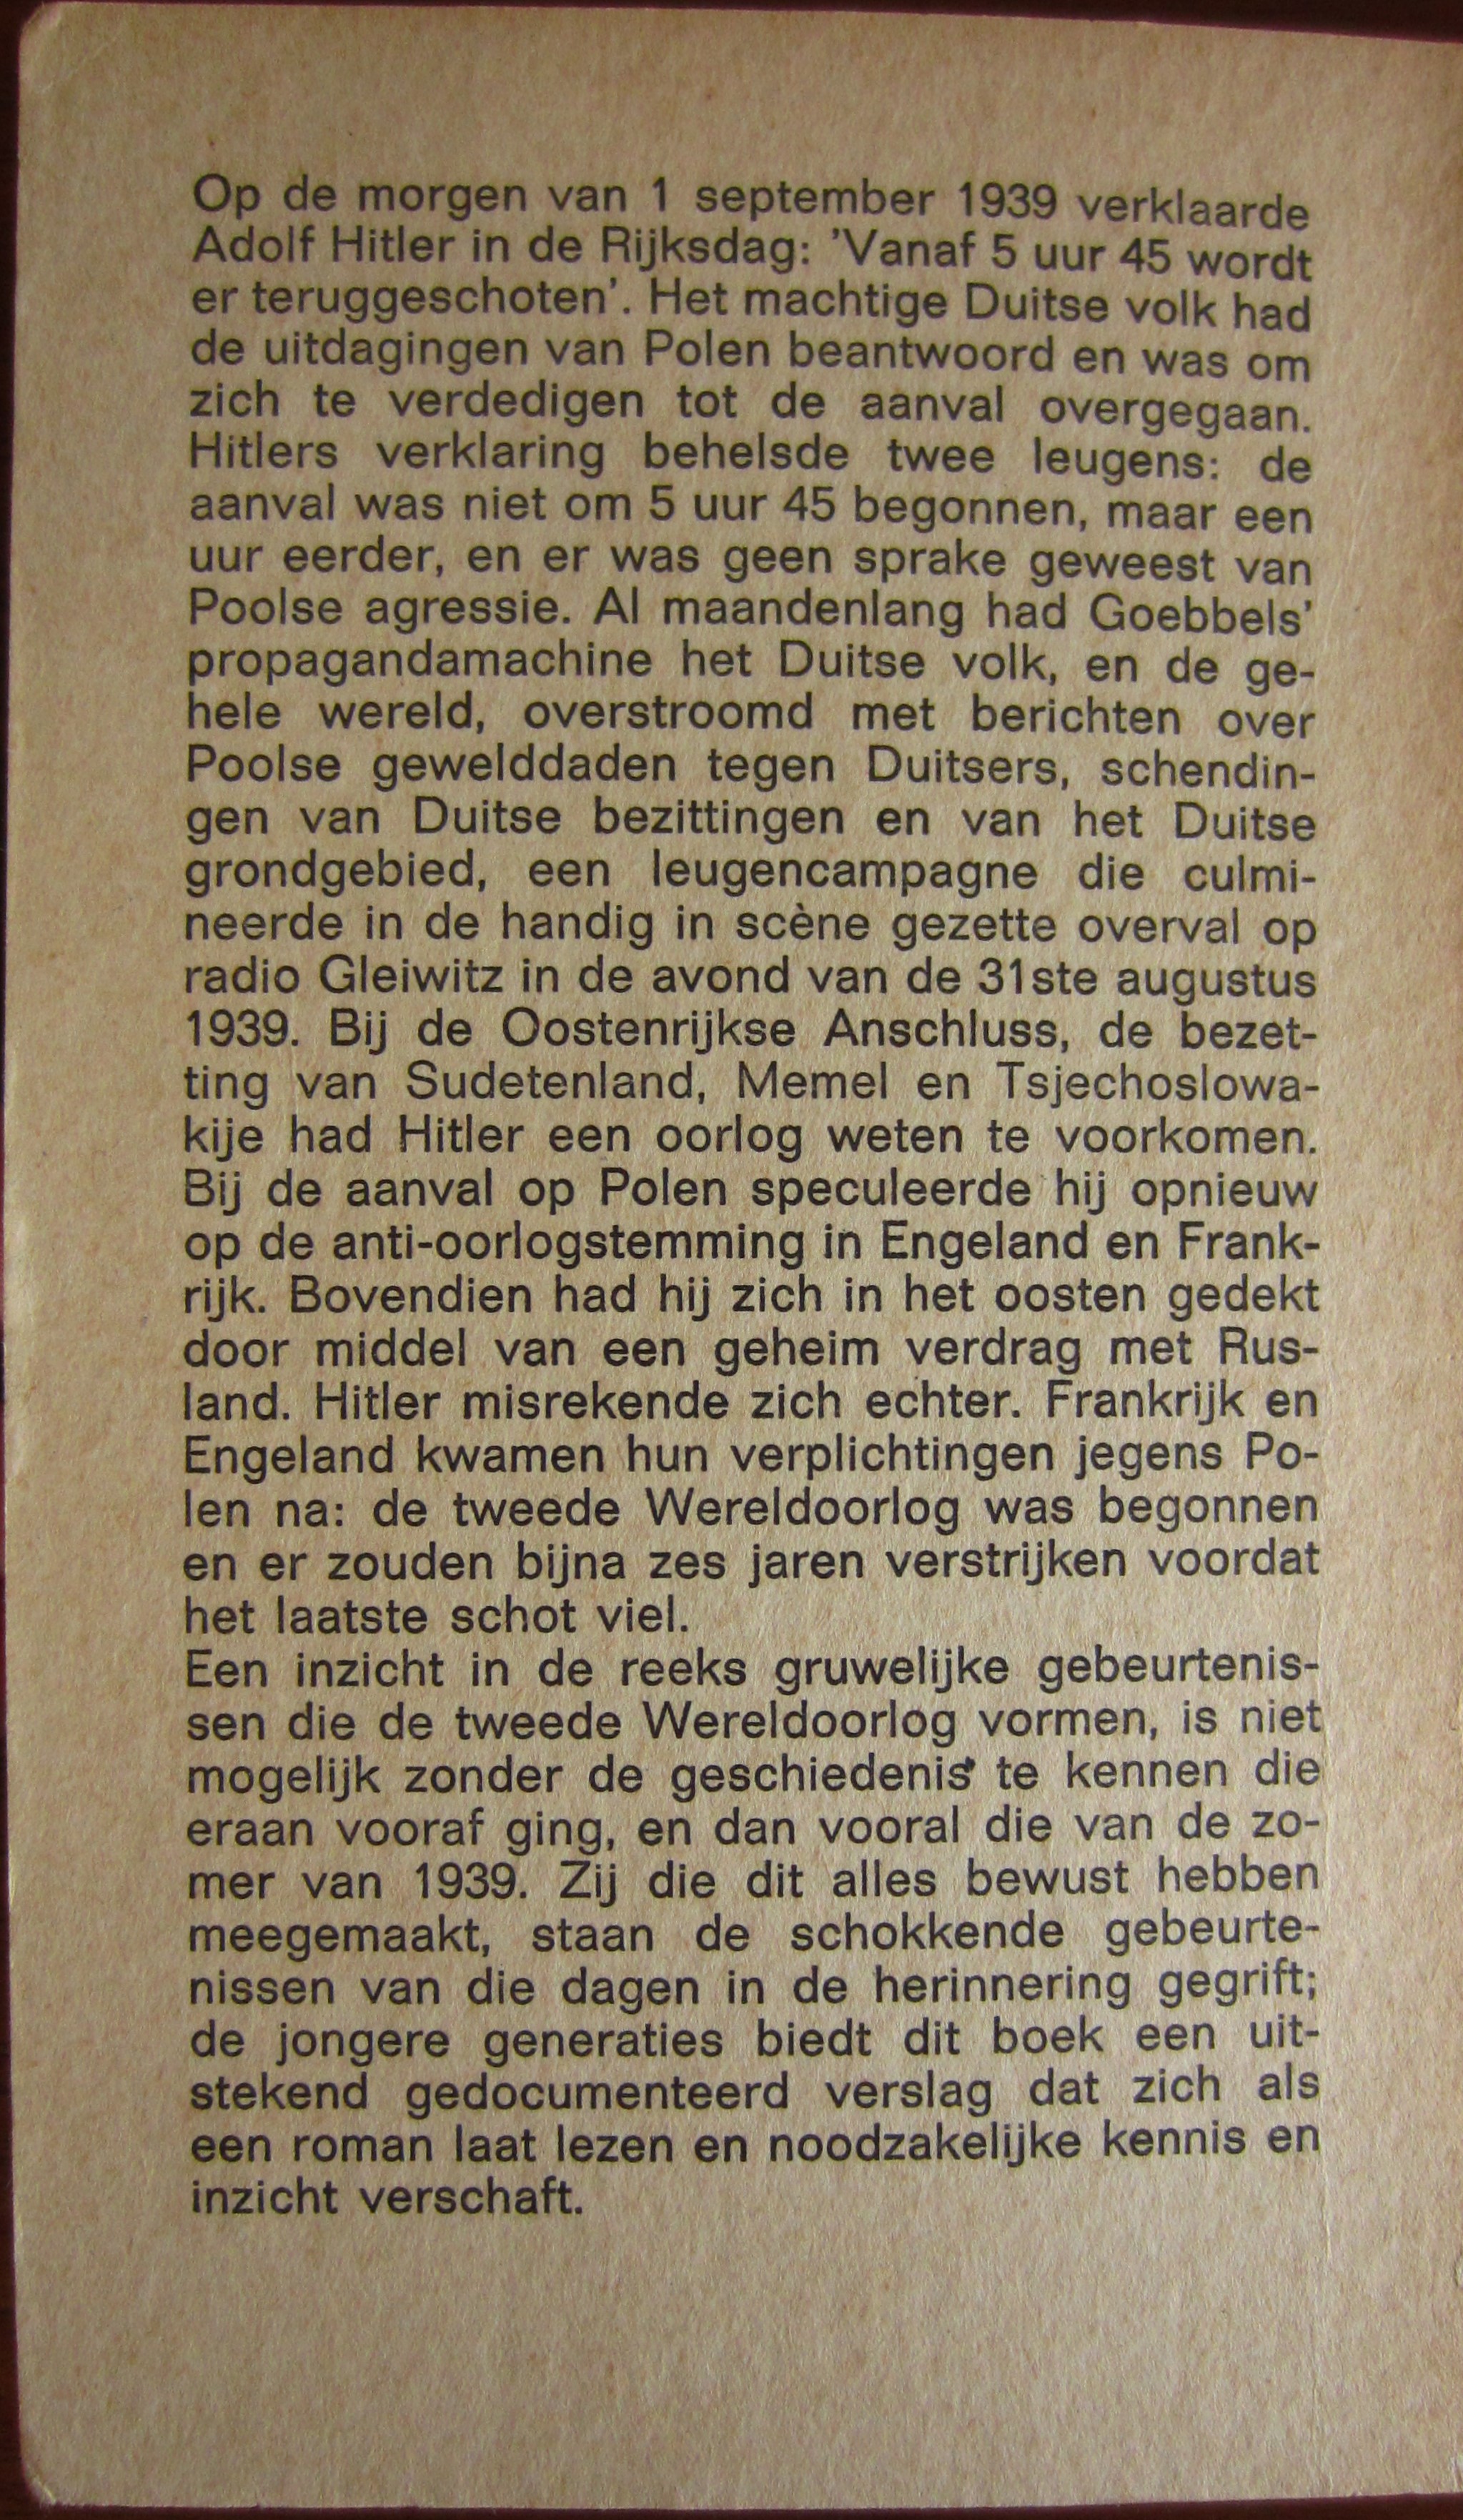 Op de morgen van 1 september 1939 verklaarde
Adolf Hitler in de Rijksdag: 'Vanaf 5 uur 45 wordt
er teruggeschoten'. Het machtige Duitse volk had
de uitdagingen van Polen beantwoord en was om
zich te verdedigen tot de aanval overgegaan.
Hitlers verklaring behelsde twee leugens: de
aanval was niet om 5 uur 45 begonnen, maar een
uur eerder, en er was geen sprake geweest van
Poolse agressie. Al maandenlang had Goebbels'
propagandamachine het Duitse volk, en de ge-
hele wereld, overstroomd met berichten over
Poolse gewelddaden tegen Duitsers, schendin-
gen van Duitse bezittingen en van het Duitse
grondgebied, een leugencampagne die culmi-
neerde in de handig in scène gezette overval op
radio Gleiwitz in de avond van de 31ste augustus
1939. Bij de Oostenrijkse Anschluss, de bezet-
ting van Sudetenland, Memel en Tsjechoslowa-
kije had Hitler een oorlog weten te voorkomen.
Bij de aanval op Polen speculeerde hij opnieuw
op de anti-oorlogstemming in Engeland en Frank-
rijk. Bovendien had hij zich in het oosten gedekt
door middel van een geheim verdrag met Rus-
land. Hitler misrekende zich echter. Frankrijk en
Engeland kwamen hun verplichtingen jegens Po-
len na: de tweede Wereldoorlog was begonnen
en er zouden bijna zes jaren verstrijken voordat
het laatste schot viel.
Een inzicht in de reeks gruwelijke gebeurtenis-
sen die de tweede Wereldoorlog vormen, is niet
mogelijk zonder de geschiedenis te kennen die
eraan vooraf ging, en dan vooral die van de zo-
mer van 1939. Zij die dit alles bewust hebben
meegemaakt, staan de schokkende gebeurte-
nissen van die dagen in de herinnering gegrift;
de jongere generaties biedt dit boek een uit-
stekend gedocumenteerd verslag dat zich als
een roman laat lezen en noodzakelijke kennis en
inzicht verschaft.